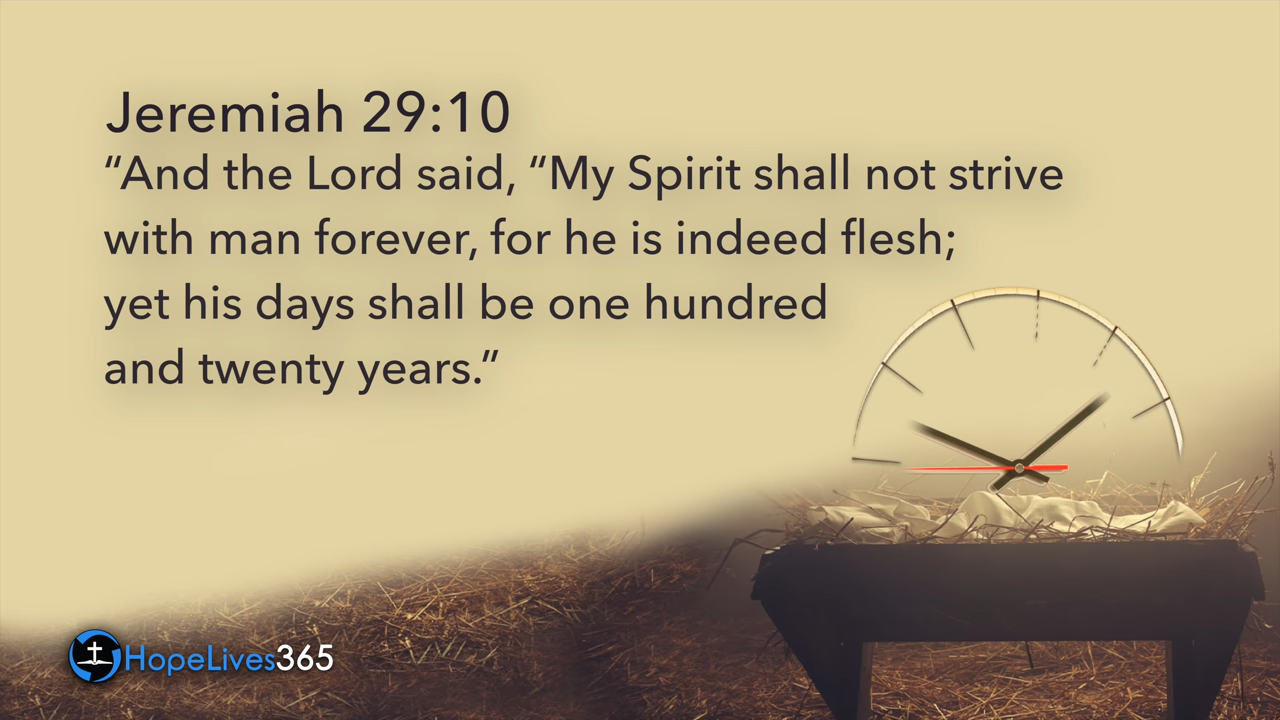 Jeremiah 29:10
“And the Lord said, “My Spirit shall not strive
with man forever, for he is indeed flesh;
yet his days shall be one hundred
and twenty years.”
HopeLives365